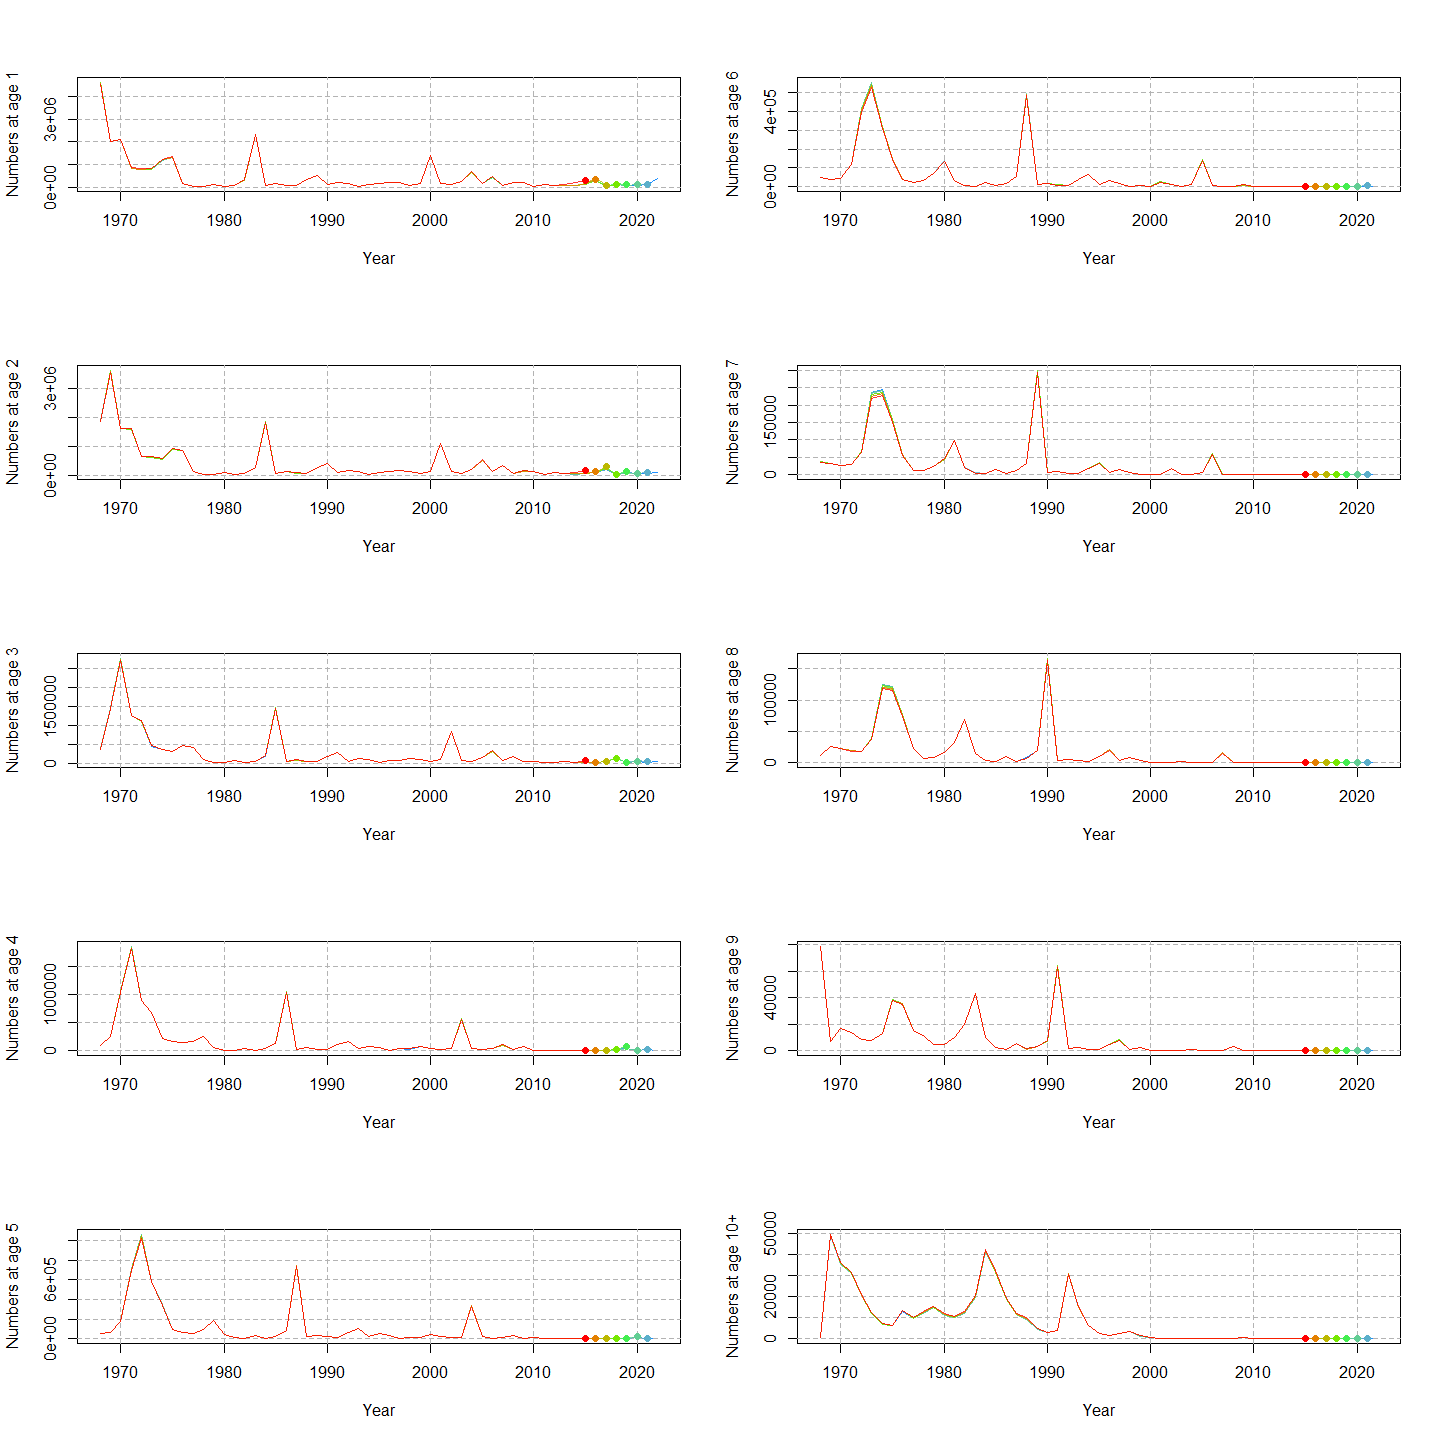 Numbers at age 1
3e+06
0e+00
1970 1980 1990 2000 2010 2020
Year
Numbers at age 6
4e+05
0e+00
1970 1980 1990 2000 2010 2020
Year
Numbers at age 2
3e+06
0e+00
1970 1980 1990 2000 2010 2020
Year
Numbers at age 7
150000
0
1970 1980 1990 2000 2010 2020
Year
Numbers at age 3
1500000
0
1970 1980 1990 2000 2010 2020
Year
Numbers at age 8
100000
0
1970 1980 1990 2000 2010 2020
Year
Numbers at age 4
1000000
0
1970 1980 1990 2000 2010 2020
Year
Numbers at age 9
40000
0
1970 1980 1990 2000 2010 2020
Year
Numbers at age 5
6e+05
0e+00
1970 1980 1990 2000 2010 2020
Year
Numbers at age 10+
50000
20000
0
1970 1980 1990 2000 2010 2020
Year